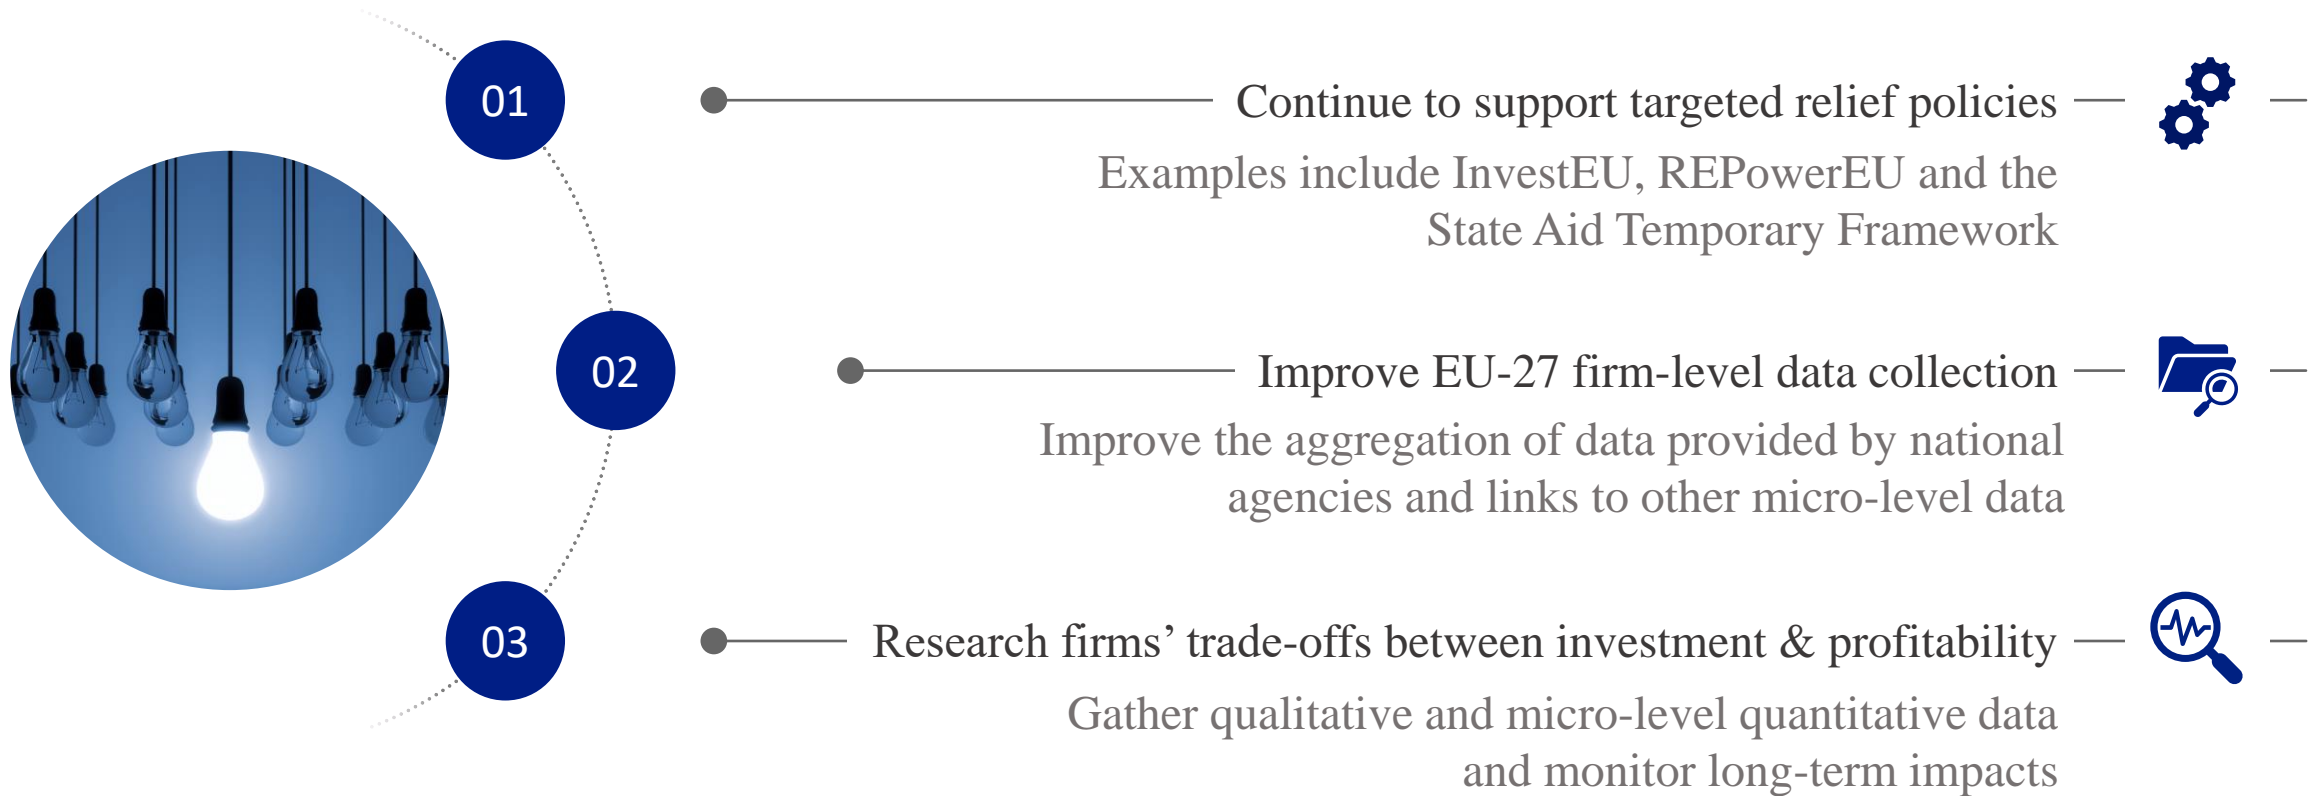 01
Continue to support targeted relief policies
Examples include InvestEU, REPowerEU and the
State Aid Temporary Framework
02
Improve EU-27 firm-level data collection
Improve the aggregation of data provided by national
agencies and links to other micro-level data
03
Research firms’ trade-offs between investment & profitability
Gather qualitative and micro-level quantitative data
and monitor long-term impacts